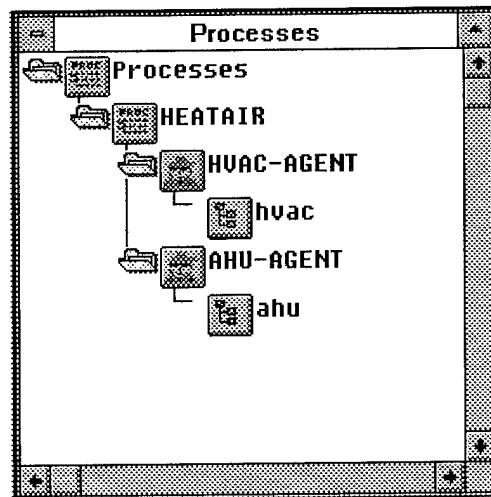 Processes
Processes
HEATAIR
HVAC-AGENT
hvac
AHU-AGENT
ahu